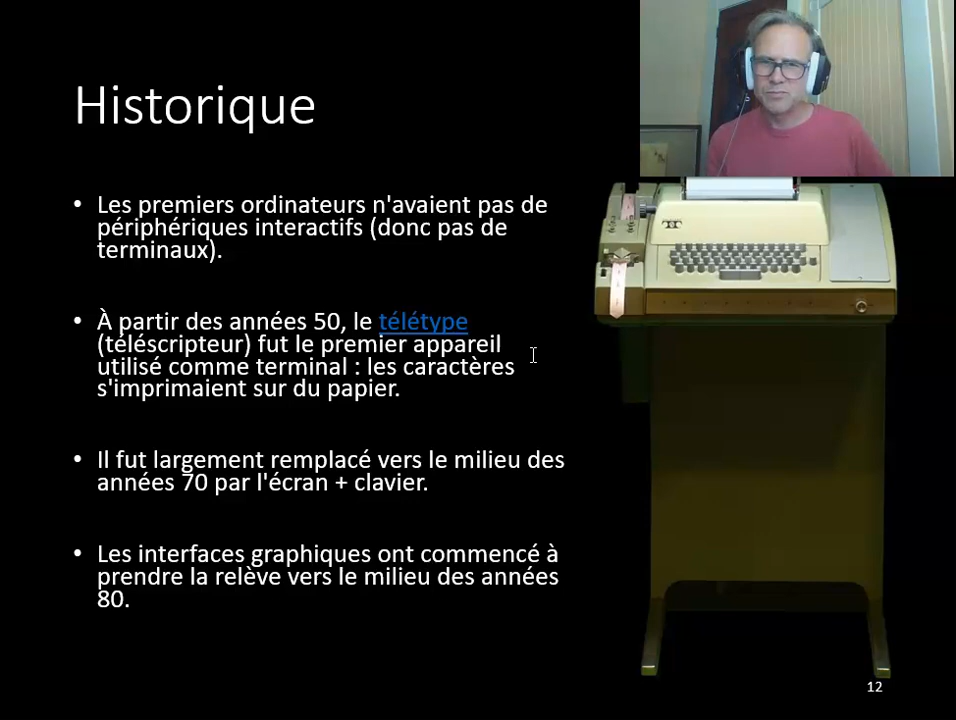 Historique
• Les premiers ordinateurs n'avaient pas de
périphériques interactifs (donc pas de
terminaux).
• À partir des années 50, le télétype
(téléscripteur) fut le premier appareil
utilisé comme terminal : les caractères
s'imprimaient sur du papier.
• Il fut largement remplacé vers le milieu des
années 70 par l'écran + clavier.
• Les interfaces graphiques ont commencé à
prendre la relève vers le milieu des années
80.
12